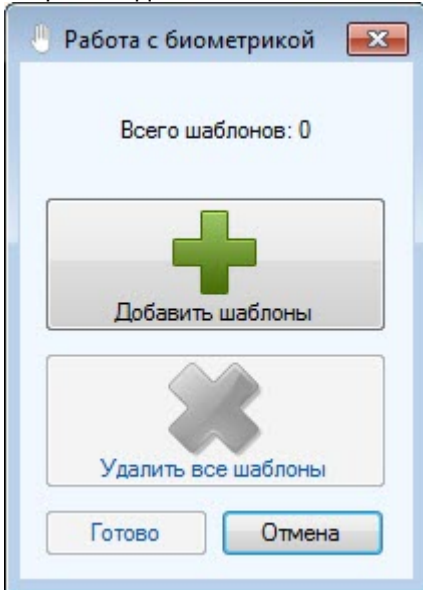 Работа с биометрикой
Всего шаблонов: 0
Добавить шаблоны
Удалить все шаблоны
Готово
Отмена